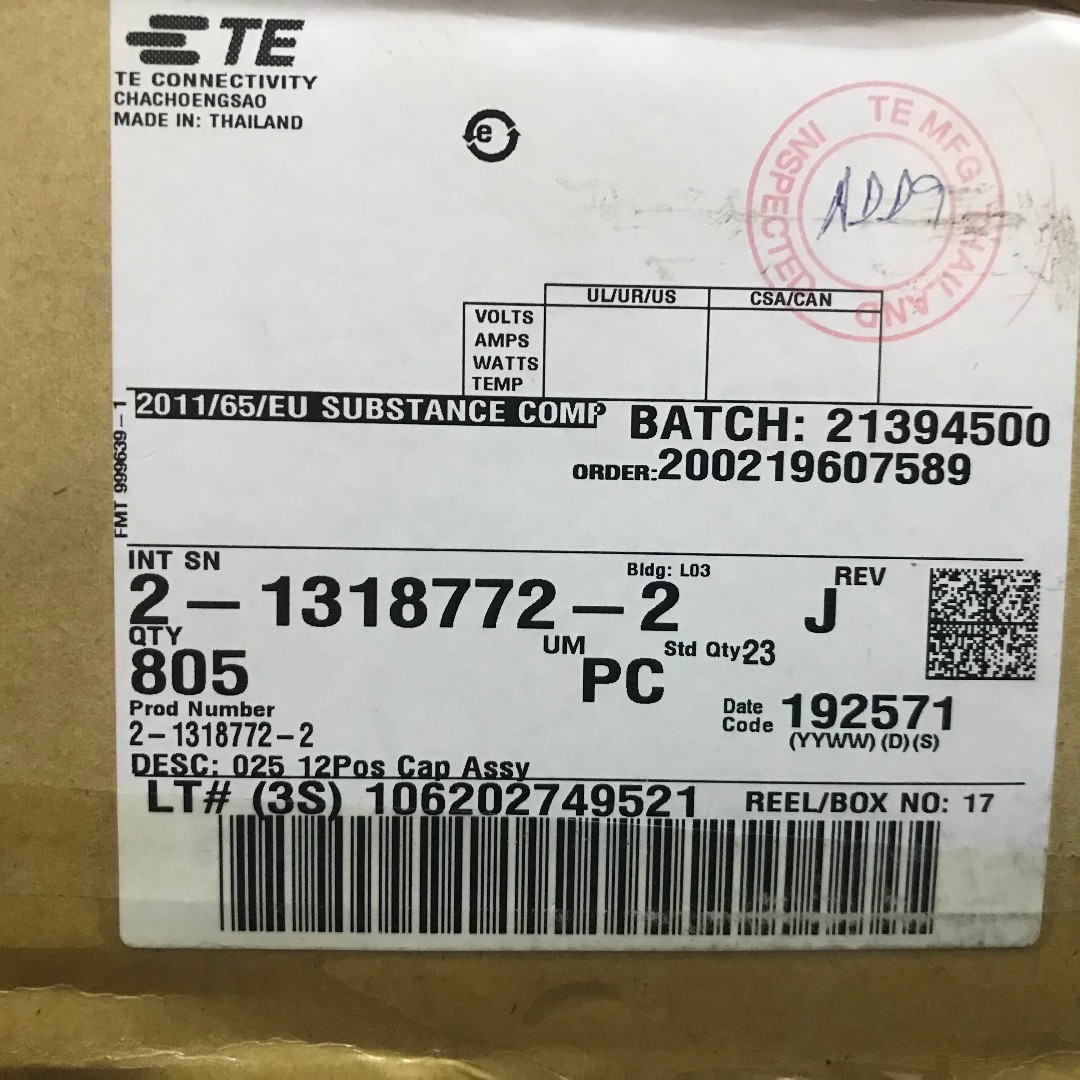 TE
TE CONNECTIVITY
CHACHOENGSAO
MADE IN: THAILAND
e
TE MFG THAILAND
INSPECTED
UL/UR/US CSA/CAN
VOLTS
AMPS
WATTS
TEMP
2011/65/EU SUBSTANCE COMP
BATCH: 21394500
ORDER:200219607589
FMT 999639-1
INT SN
Bldg: L03
REV
2-1318772-2 J
QTY
UM
Std Qty23
805
PC
Prod Number
2-1318772-2
Date Code 192571
(YYWW)(D)(S)
DESC: 025 12Pos Cap Assy
LT# (3S) 106202749521 REEL/BOX NO: 17